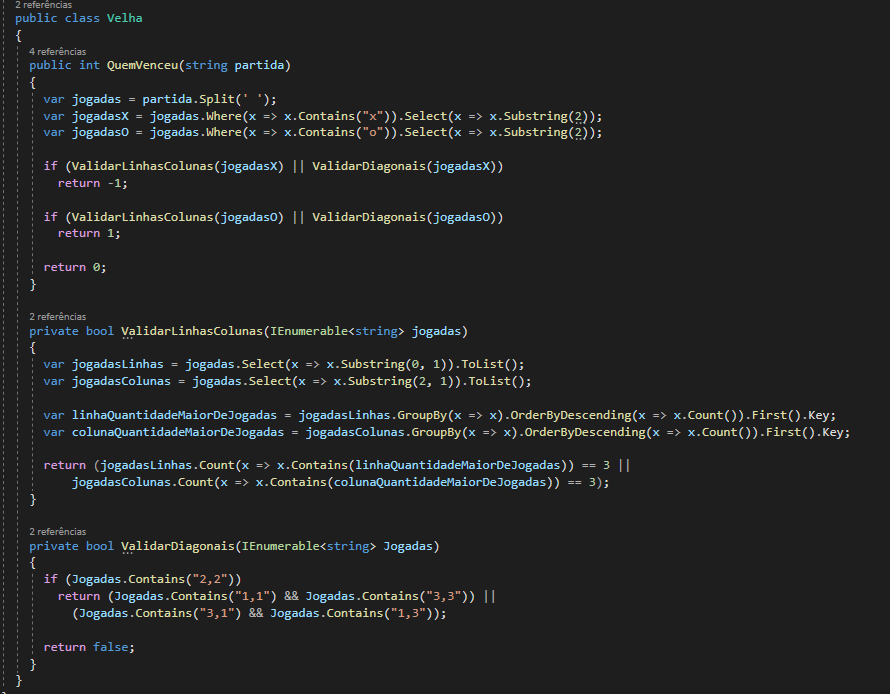 2 referências
public class Velha
{
4 referências
public int QuemVenceu(string partida)
{
var jogadas = partida.Split(' ');
var jogadasX = jogadas.Where(x => x.Contains("x")).Select(x => x.Substring(2));
var jogadasO = jogadas.Where(x => x.Contains("o")).Select(x => x.Substring(2));
if (ValidarLinhasColunas(jogadasX) || ValidarDiagonais(jogadasX))
return -1;
if (ValidarLinhasColunas(jogadasO) || ValidarDiagonais(jogadasO))
return 1;
return 0;
}
2 referências
private bool ValidarLinhasColunas(IEnumerable<string> jogadas)
{
var jogadasLinhas = jogadas.Select(x => x.Substring(0, 1)).ToList();
var jogadasColunas = jogadas.Select(x => x.Substring(2, 1)).ToList();
var linhaQuantidadeMaiorDeJogadas = jogadasLinhas.GroupBy(x => x).OrderByDescending(x => x.Count()).First().Key;
var colunaQuantidadeMaiorDeJogadas = jogadasColunas.GroupBy(x => x).OrderByDescending(x => x.Count()).First().Key;
return (jogadasLinhas.Count(x => x.Contains(linhaQuantidadeMaiorDeJogadas)) == 3 ||
jogadasColunas.Count(x => x.Contains(colunaQuantidadeMaiorDeJogadas)) == 3);
}
2 referências
private bool ValidarDiagonais(IEnumerable<string> Jogadas)
{
if (Jogadas.Contains("2,2"))
return (Jogadas.Contains("1,1") && Jogadas.Contains("3,3")) ||
(Jogadas.Contains("3,1") && Jogadas.Contains("1,3"));
return false;
}
}